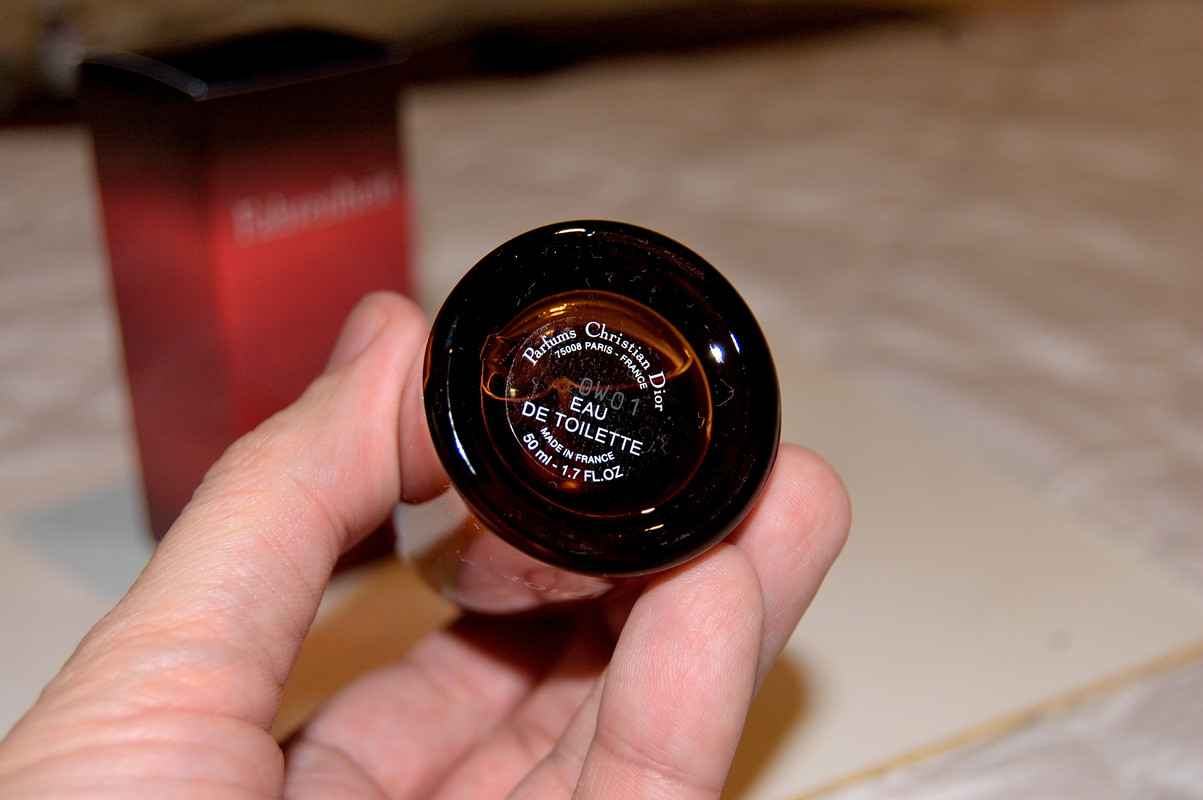 Fahrenheit
Parfums Christian Dior
75008 PARIS - FRANCE
0W01
EAU
DE TOILETTE
MADE IN FRANCE
50 ml - 1.7 FL.OZ